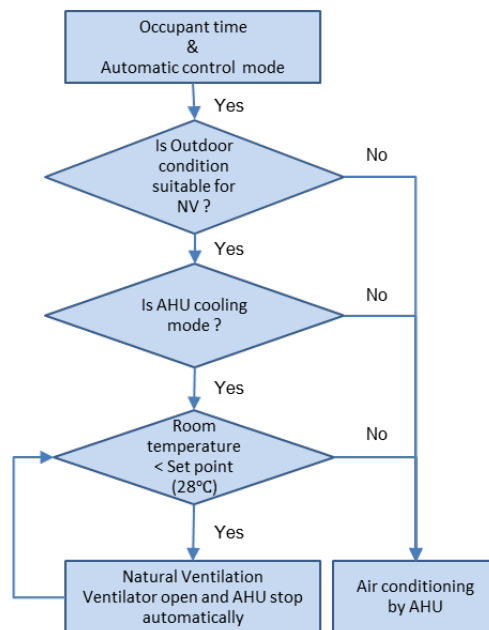 Occupant time
&
Automatic control mode
Yes
Is Outdoor
condition
suitable for
NV ?
No
Yes
Is AHU cooling
mode ?
No
Yes
Room
temperature
< Set point
(28℃)
No
Yes
Natural Ventilation
Ventilator open and AHU stop
automatically
Air conditioning
by AHU